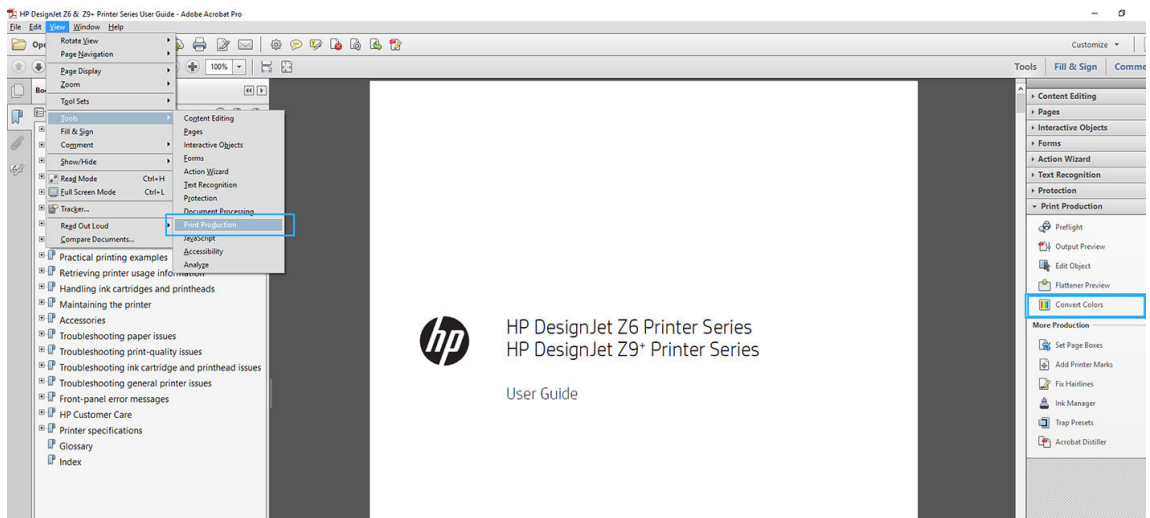 HP DesignJet Z6 & Z9+ Printer Series User Guide - Adobe Acrobat Pro
File Edit View Window Help
Customize
100%
Tools Fill & Sign Comme
Rotate View
Page Navigation
Page Display
Zoom
Tool Sets
Tools
Fill & Sign
Comment
Show/Hide
Read Mode Ctrl+H
Full Screen Mode Ctrl+L
Tracker...
Read Out Loud
Compare Documents...
Content Editing
Pages
Interactive Objects
Forms
Action Wizard
Text Recognition
Protection
Document Processing
Print Production
JavaScript
Accessibility
Analyze
Practical printing examples
Retrieving printer usage information
Handling ink cartridges and printheads
Maintaining the printer
Accessories
Troubleshooting paper issues
Troubleshooting print-quality issues
Troubleshooting ink cartridge and printhead issues
Troubleshooting general printer issues
Front-panel error messages
HP Customer Care
Printer specifications
Glossary
Index
hp
HP DesignJet Z6 Printer Series
HP DesignJet Z9+ Printer Series
User Guide
Content Editing
Pages
Interactive Objects
Forms
Action Wizard
Text Recognition
Protection
Print Production
Preflight
Output Preview
Edit Object
Flattener Preview
Convert Colors
More Production
Set Page Boxes
Add Printer Marks
Fix Hairlines
Ink Manager
Trap Presets
Acrobat Distiller